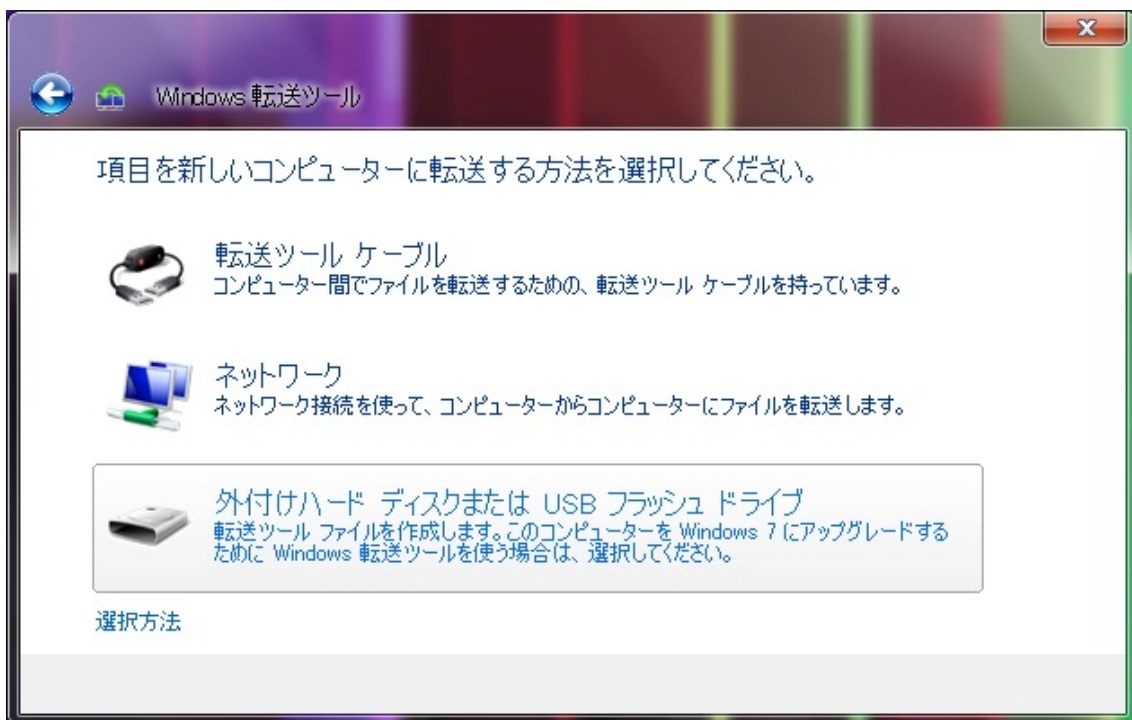 Windows 転送ツール
項目を新しいコンピューターに転送する方法を選択してください。
転送ツール ケーブル
コンピューター間でファイルを転送するための、転送ツール ケーブルを持っています。
ネットワーク
ネットワーク接続を使って、コンピューターからコンピューターにファイルを転送します。
外付けハード ディスクまたは USB フラッシュ ドライブ
転送ツール ファイルを作成します。このコンピューターを Windows 7 にアップグレードする
ために Windows 転送ツールを使う場合は、選択してください。
選択方法